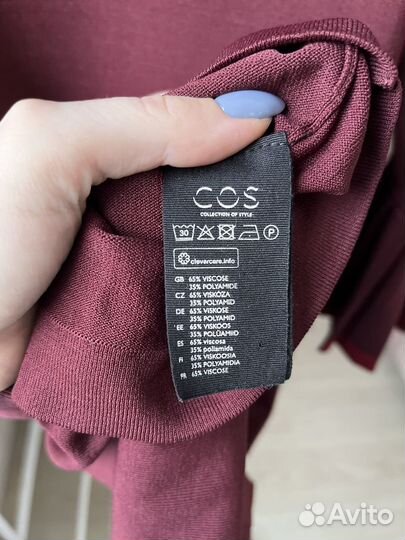 COS
COLLECTION OF STYLE
30 P
clevercare.info
GB 65% VISCOSE
35% POLYAMIDE
CZ 65% VISKÓZA
35% POLYAMID
DE 65% VISKOSE
35% POLYAMID
EE 65% VISKOOS
35% POLÜAMIID
ES 65% viscosa
35% poliamida
FI 65% VISKOOSIA
35% POLYAMIDIA
FR 65% VISCOSE
Avito